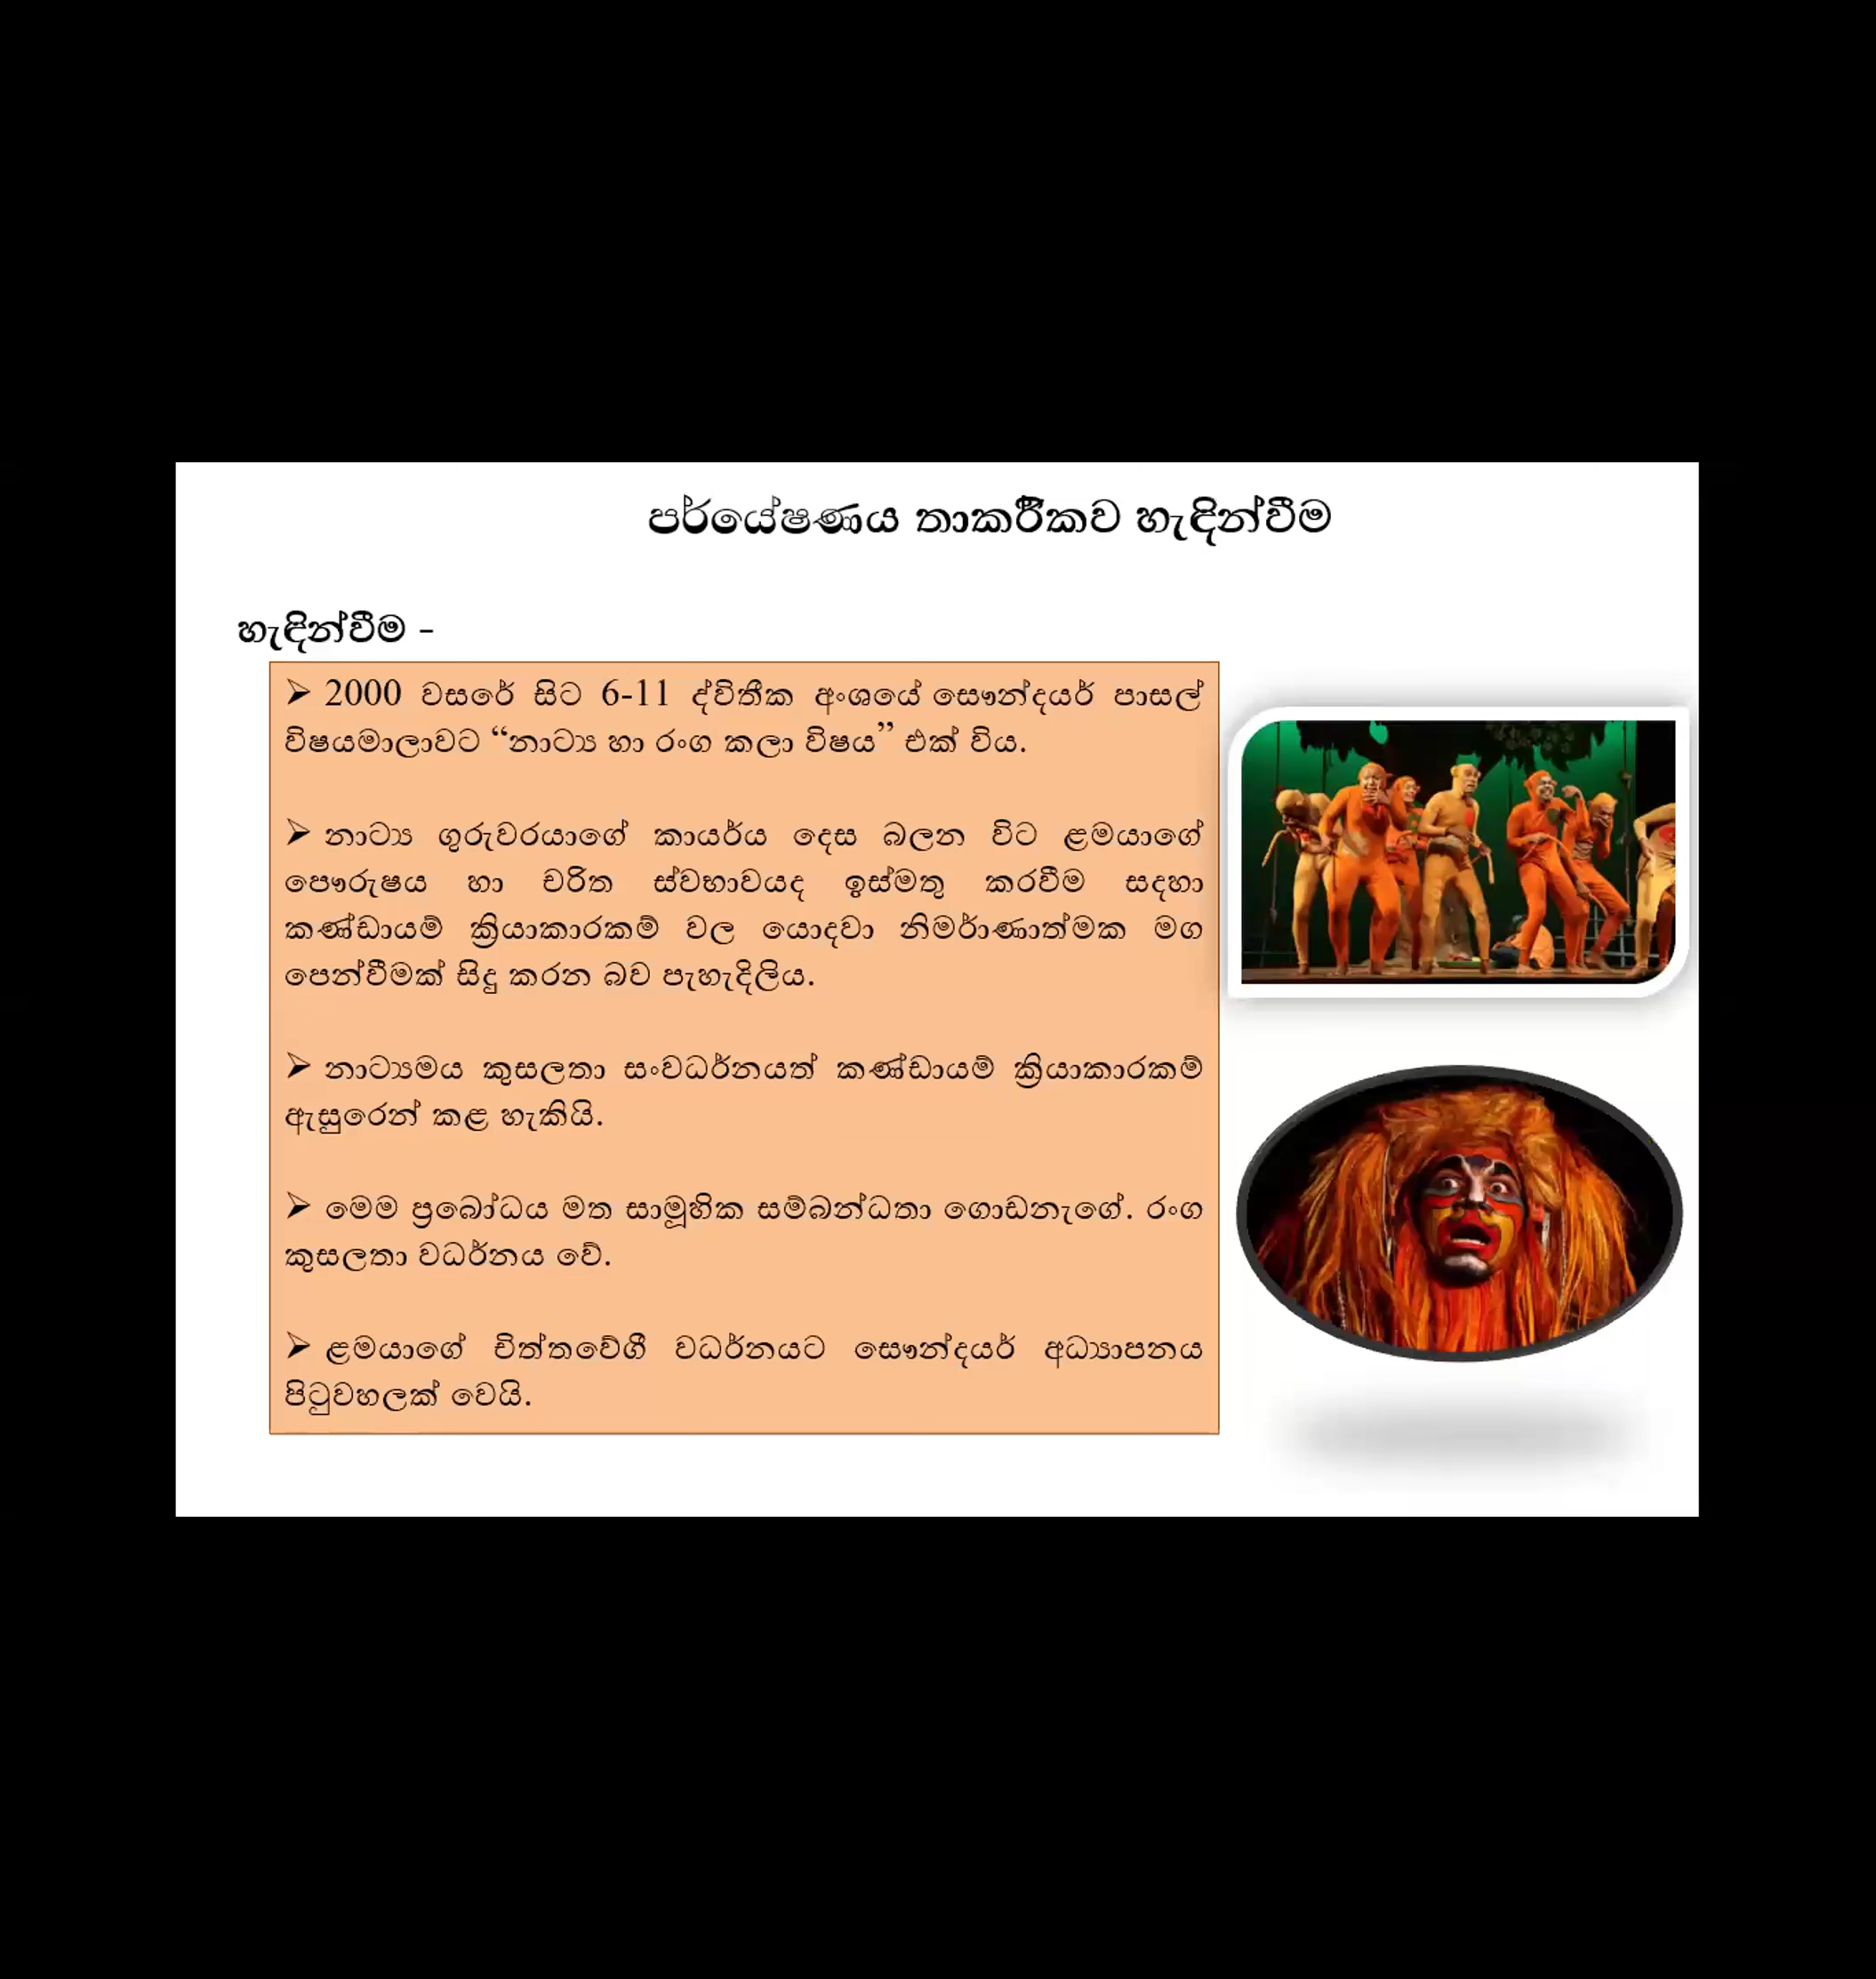 පර්යේෂණය තාකර්කිව හැඳින්වීම
හැඳින්වීම -
➢ 2000 වසරේ සිට 6-11 ද්විතීක අංශයේ සෞන්දයර් පාසල්
විෂයමාලාවට “නාට්‍ය හා රංග කලා විෂය” එක් විය.
➢ නාට්‍ය ගුරුවරයාගේ කායර්ය දෙස බලන විට ළමයාගේ
පෞරුෂය හා චරිත ස්වභාවයද ඉස්මතු කරවීම සදහා
කණ්ඩායම් ක්‍රියාකාරකම් වල යොදවා නිමර්ාණාත්මක මග
පෙන්වීමක් සිදු කරන බව පැහැදිලිය.
➢ නාට්‍යමය කුසලතා සංවධර්නයත් කණ්ඩායම් ක්‍රියාකාරකම්
ඇසුරෙන් කළ හැකියි.
➢ මෙම ප්‍රබෝධය මත සාමූහික සම්බන්ධතා ගොඩනැගේ. රංග
කුසලතා වධර්නය වේ.
➢ ළමයාගේ චිත්තවේගී වධර්නයට සෞන්දයර් අධ්‍යාපනය
පිටුවහලක් වෙයි.